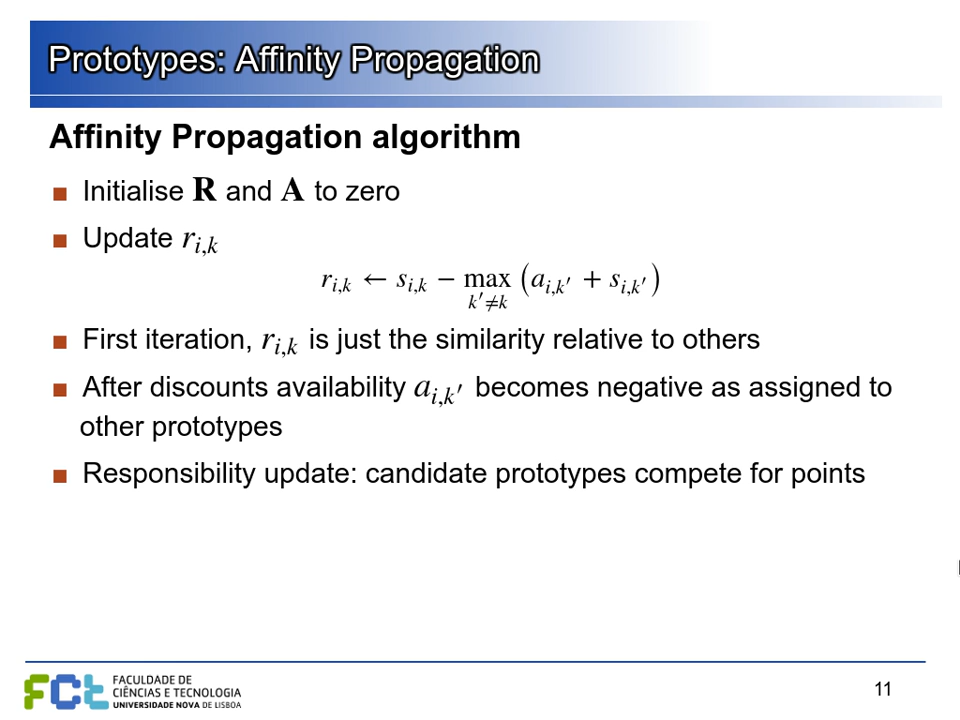 Prototypes: Affinity Propagation
Affinity Propagation algorithm
■ Initialise R and A to zero
■ Update r_{i,k}
r_{i,k} ← s_{i,k} − max_{k′≠k} (a_{i,k′} + s_{i,k′})
■ First iteration, r_{i,k} is just the similarity relative to others
■ After discounts availability a_{i,k′} becomes negative as assigned to
other prototypes
■ Responsibility update: candidate prototypes compete for points
FCt
FACULDADE DE
CIÊNCIAS E TECNOLOGIA
UNIVERSIDADE NOVA DE LISBOA
11